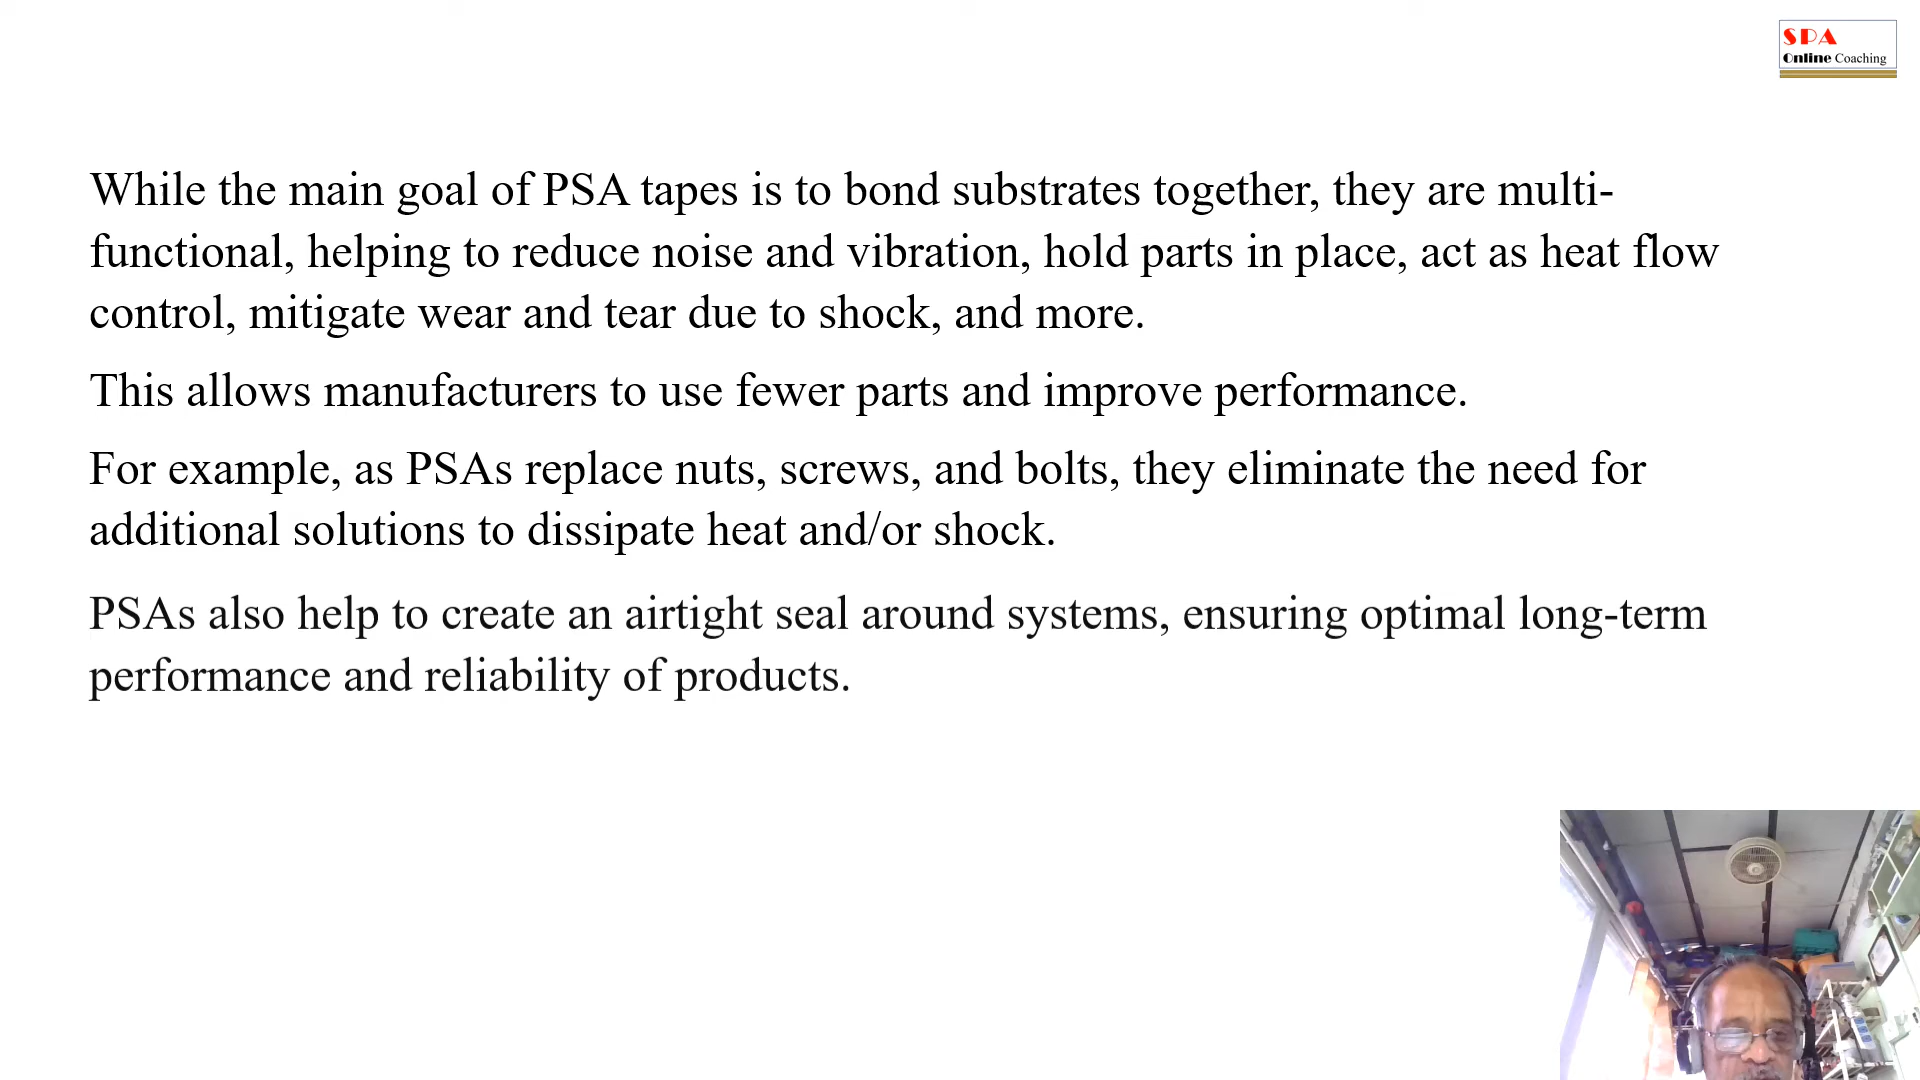 SPA
Online Coaching
While the main goal of PSA tapes is to bond substrates together, they are multi-
functional, helping to reduce noise and vibration, hold parts in place, act as heat flow
control, mitigate wear and tear due to shock, and more.
This allows manufacturers to use fewer parts and improve performance.
For example, as PSAs replace nuts, screws, and bolts, they eliminate the need for
additional solutions to dissipate heat and/or shock.
PSAs also help to create an airtight seal around systems, ensuring optimal long-term
performance and reliability of products.